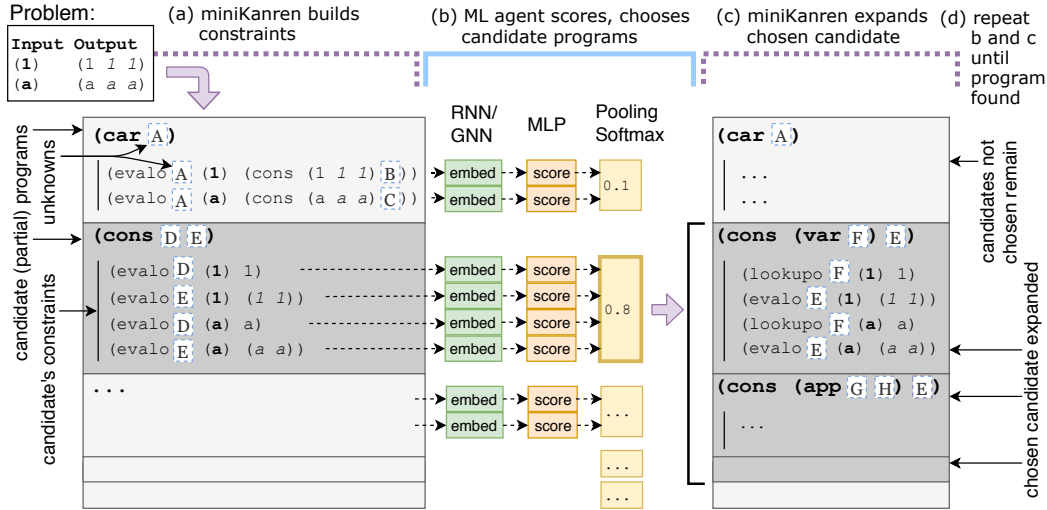 Problem:
Input Output
(1) (1 1 1)
(a) (a a a)
(a) miniKanren builds
constraints
(b) ML agent scores, chooses
candidate programs
(c) miniKanren expands
chosen candidate
(d) repeat
b and c
until
program
found
candidate (partial) programs
unknowns
candidate's constraints
(car A)
(evalo A (1) (cons (1 1 1) B))
(evalo A (a) (cons (a a a) C))
(cons D E)
(evalo D (1) 1)
(evalo E (1) (1 1))
(evalo D (a) a)
(evalo E (a) (a a))
...
RNN/
GNN
MLP
Pooling
Softmax
embed score
embed score
0.1
embed score
embed score
embed score
embed score
0.8
embed score
embed score
...
...
...
(car A)
...
...
(cons (var F) E)
(lookupo F (1) 1)
(evalo E (1) (1 1))
(lookupo F (a) a)
(evalo E (a) (a a))
(cons (app G H) E)
...
candidates not
chosen remain
chosen candidate expanded